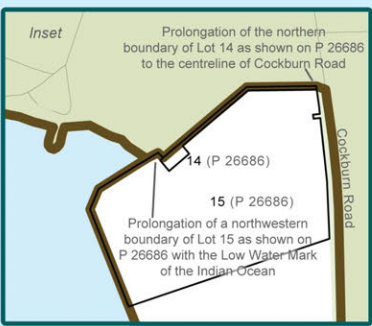 Inset
Prolongation of the northern
boundary of Lot 14 as shown on P 26686
to the centreline of Cockburn Road
14 (P 26686)
15 (P 26686)
Cockburn Road
Prolongation of a northwestern
boundary of Lot 15 as shown on
P 26686 with the Low Water Mark
of the Indian Ocean